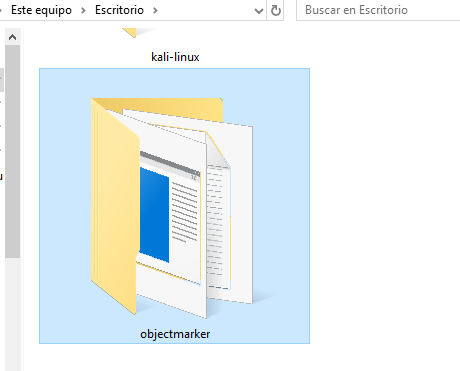 Este equipo > Escritorio >
Buscar en Escritorio
kali-linux
objectmarker